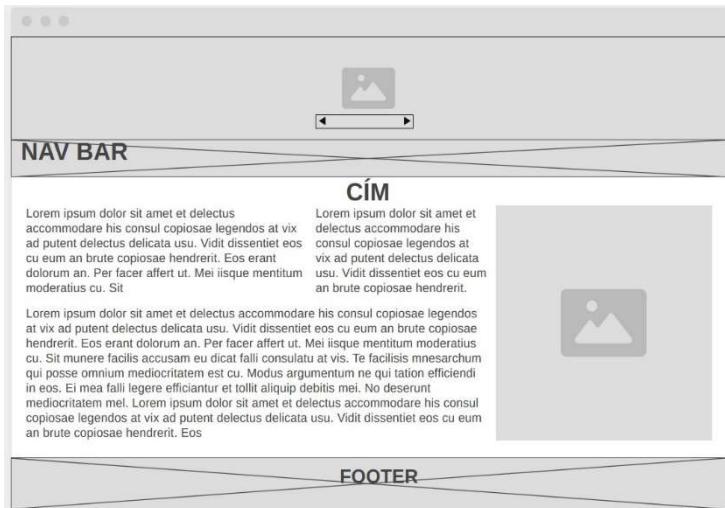 NAV BAR
CÍM
Lorem ipsum dolor sit amet et delectus
accommodare his consul copiosae legendos at vix
ad putent delectus delicata usu. Vidit dissentiet eos
cu eum an brute copiosae hendrerit. Eos erant
dolorum an. Per facer affert ut. Mei iisque mentitum
moderatius cu. Sit
Lorem ipsum dolor sit amet et
delectus accommodare his
consul copiosae legendos at
vix ad putent delectus delicata
usu. Vidit dissentiet eos cu eum
an brute copiosae hendrerit.
Lorem ipsum dolor sit amet et delectus accommodare his consul copiosae legendos
at vix ad putent delectus delicata usu. Vidit dissentiet eos cu eum an brute copiosae
hendrerit. Eos erant dolorum an. Per facer affert ut. Mei iisque mentitum moderatius
cu. Sit munere facilis accusam eu dicat falli consulatu at vis. Te facilisis mnesarchum
qui posse omnium mediocritatem est cu. Modus argumentum ne qui tation efficiendi
in eos. Ei mea falli legere efficiantur et tollit aliquip debitis mei. No deserunt
mediocritatem mel. Lorem ipsum dolor sit amet et delectus accommodare his consul
copiosae legendos at vix ad putent delectus delicata usu. Vidit dissentiet eos cu eum
an brute copiosae hendrerit. Eos
FOOTER